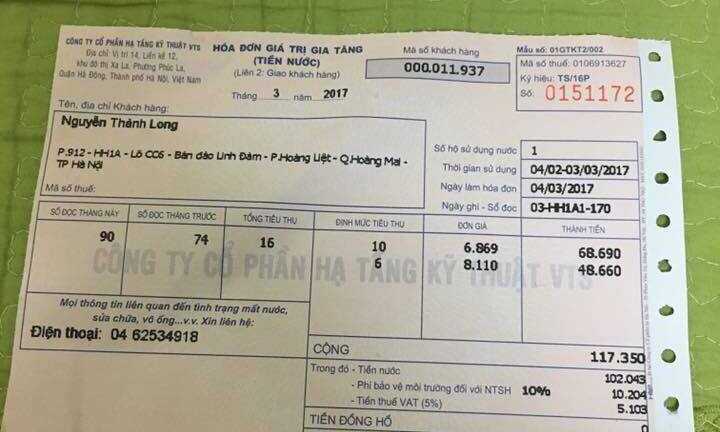 CÔNG TY CỔ PHẦN HẠ TẦNG KỸ THUẬT VTS
Địa chỉ: Vị trí 14, Liền kề 12,
khu đô thị Xa La, Phường Phúc La,
Quận Hà Đông, Thành phố Hà Nội, Việt Nam
HÓA ĐƠN GIÁ TRỊ GIA TĂNG
(TIỀN NƯỚC)
(Liên 2: Giao khách hàng)
Tháng 3 năm 2017
Mã số khách hàng
000.011.937
Mẫu số: 01GTKT2/002
Mã số thuế: 0106913627
Ký hiệu: TS/16P
Số: 0151172
Tên, địa chỉ Khách hàng:
Nguyễn Thành Long
P.912 - HH1A - Lô CC6 - Bán đảo Linh Đàm - P.Hoàng Liệt - Q.Hoàng Mai -
TP Hà Nội
Mã số thuế:
Số hộ sử dụng nước 1
Thời gian sử dụng 04/02-03/03/2017
Ngày làm hóa đơn 04/03/2017
Ngày ghi - Sổ đọc 03-HH1A1-170
SỐ ĐỌC THÁNG NÀY SỐ ĐỌC THÁNG TRƯỚC TỔNG TIÊU THỤ ĐỊNH MỨC TIÊU THỤ ĐƠN GIÁ THÀNH TIỀN
90 74 16 10 6.869 68.690
6 8.110 48.660
CÔNG TY CỔ PHẦN HẠ TẦNG KỸ THUẬT VTS
Mọi thông tin liên quan đến tình trạng mất nước,
sửa chữa, vỡ ống...v.v. Xin liên hệ:
Điện thoại: 04 62534918
CỘNG 117.350
Trong đó - Tiền nước 102.043
- Phí bảo vệ môi trường đối với NTSH 10% 10.204
- Tiền thuế VAT (5%) 5.103
TIỀN ĐỒNG HỒ 0